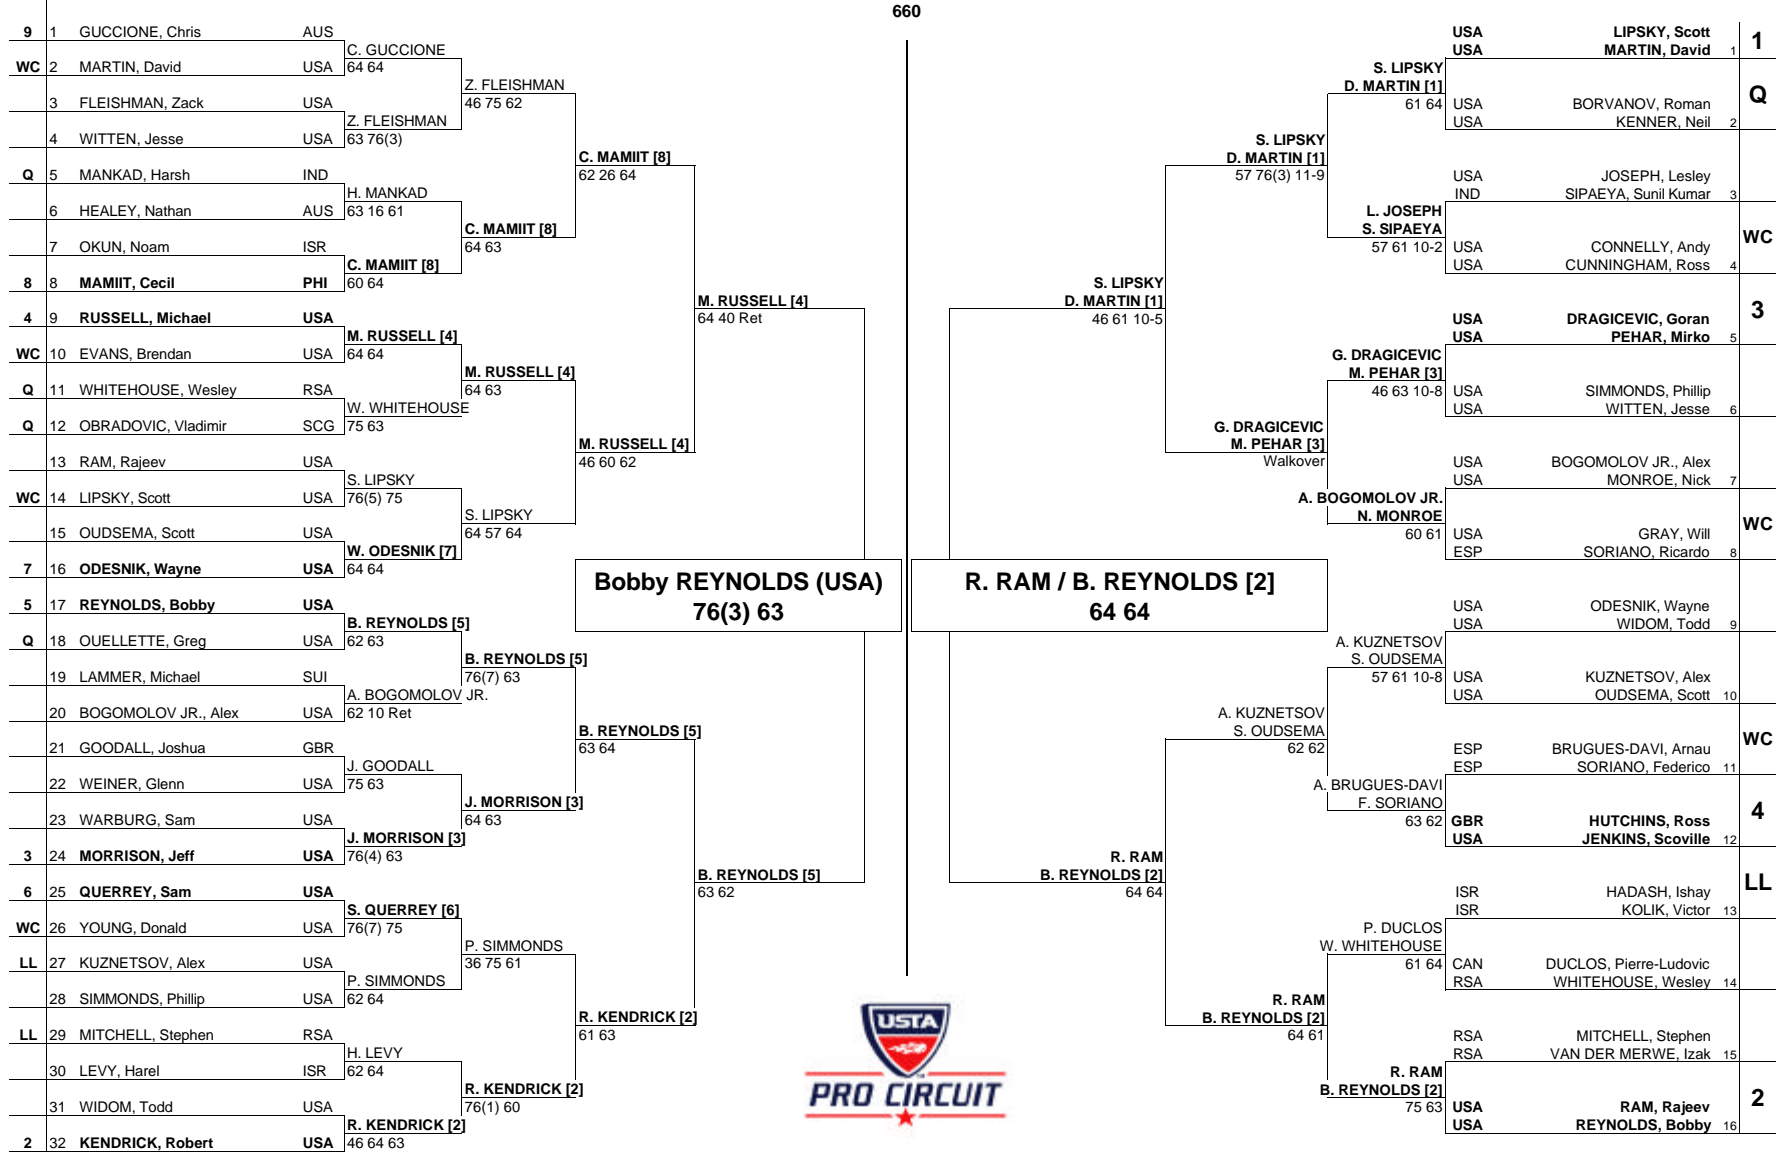 660
9 1 GUCCIONE, Chris AUS
C. GUCCIONE
WC 2 MARTIN, David USA 64 64
Z. FLEISHMAN
3 FLEISHMAN, Zack USA 46 75 62
Z. FLEISHMAN
4 WITTEN, Jesse USA 63 76(3)
C. MAMIIT [8]
Q 5 MANKAD, Harsh IND 62 26 64
H. MANKAD
6 HEALEY, Nathan AUS 63 16 61
C. MAMIIT [8]
7 OKUN, Noam ISR 64 63
C. MAMIIT [8]
8 8 MAMIIT, Cecil PHI 60 64
M. RUSSELL [4]
4 9 RUSSELL, Michael USA 64 40 Ret
M. RUSSELL [4]
WC 10 EVANS, Brendan USA 64 64
M. RUSSELL [4]
Q 11 WHITEHOUSE, Wesley RSA 64 63
W. WHITEHOUSE
Q 12 OBRADOVIC, Vladimir SCG 75 63
M. RUSSELL [4]
13 RAM, Rajeev USA 46 60 62
S. LIPSKY
WC 14 LIPSKY, Scott USA 76(5) 75
S. LIPSKY
15 OUDSEMA, Scott USA 64 57 64
W. ODESNIK [7]
7 16 ODESNIK, Wayne USA 64 64
Bobby REYNOLDS (USA)
76(3) 63
5 17 REYNOLDS, Bobby USA
B. REYNOLDS [5]
Q 18 OUELLETTE, Greg USA 62 63
B. REYNOLDS [5]
19 LAMMER, Michael SUI 76(7) 63
A. BOGOMOLOV JR.
20 BOGOMOLOV JR., Alex USA 62 10 Ret
B. REYNOLDS [5]
21 GOODALL, Joshua GBR 63 64
J. GOODALL
22 WEINER, Glenn USA 75 63
J. MORRISON [3]
23 WARBURG, Sam USA 64 63
J. MORRISON [3]
3 24 MORRISON, Jeff USA 76(4) 63
B. REYNOLDS [5]
6 25 QUERREY, Sam USA 63 62
S. QUERREY [6]
WC 26 YOUNG, Donald USA 76(7) 75
P. SIMMONDS
LL 27 KUZNETSOV, Alex USA 36 75 61
P. SIMMONDS
28 SIMMONDS, Phillip USA 62 64
R. KENDRICK [2]
LL 29 MITCHELL, Stephen RSA 61 63
H. LEVY
30 LEVY, Harel ISR 62 64
R. KENDRICK [2]
31 WIDOM, Todd USA 76(1) 60
R. KENDRICK [2]
2 32 KENDRICK, Robert USA 46 64 63
USA LIPSKY, Scott
USA MARTIN, David 1 1
S. LIPSKY
D. MARTIN [1]
61 64 USA BORVANOV, Roman Q
USA KENNER, Neil 2
S. LIPSKY
D. MARTIN [1]
57 76(3) 11-9
USA JOSEPH, Lesley
IND SIPAEYA, Sunil Kumar 3
L. JOSEPH
S. SIPAEYA
57 61 10-2 USA CONNELLY, Andy WC
USA CUNNINGHAM, Ross 4
S. LIPSKY
D. MARTIN [1]
46 61 10-5
USA DRAGICEVIC, Goran 3
USA PEHAR, Mirko 5
G. DRAGICEVIC
M. PEHAR [3]
46 63 10-8 USA SIMMONDS, Phillip
USA WITTEN, Jesse 6
G. DRAGICEVIC
M. PEHAR [3]
Walkover
USA BOGOMOLOV JR., Alex
USA MONROE, Nick 7
A. BOGOMOLOV JR.
N. MONROE
60 61 USA GRAY, Will WC
ESP SORIANO, Ricardo 8
R. RAM / B. REYNOLDS [2]
64 64
USA ODESNIK, Wayne
USA WIDOM, Todd 9
A. KUZNETSOV
S. OUDSEMA
57 61 10-8 USA KUZNETSOV, Alex
USA OUDSEMA, Scott 10
A. KUZNETSOV
S. OUDSEMA
62 62
ESP BRUGUES-DAVI, Arnau WC
ESP SORIANO, Federico 11
A. BRUGUES-DAVI
F. SORIANO
63 62 GBR HUTCHINS, Ross 4
USA JENKINS, Scoville 12
R. RAM
B. REYNOLDS [2]
64 64
ISR HADASH, Ishay LL
ISR KOLIK, Victor 13
P. DUCLOS
W. WHITEHOUSE
61 64 CAN DUCLOS, Pierre-Ludovic
RSA WHITEHOUSE, Wesley 14
R. RAM
B. REYNOLDS [2]
64 61
RSA MITCHELL, Stephen
RSA VAN DER MERWE, Izak 15
R. RAM
B. REYNOLDS [2]
75 63 USA RAM, Rajeev 2
USA REYNOLDS, Bobby 16
USTA
PRO CIRCUIT